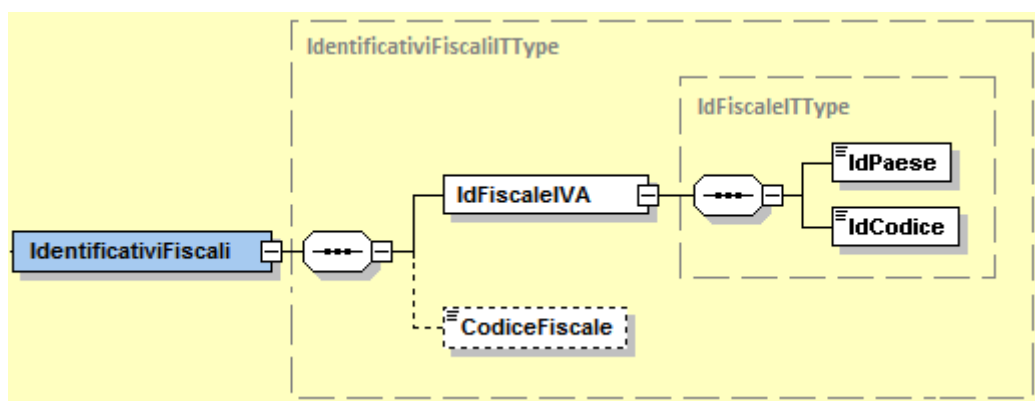 IdentificativiFiscaliITType
IdFiscaleITType
IdPaese
IdFiscaleIVA
IdCodice
IdentificativiFiscali
CodiceFiscale